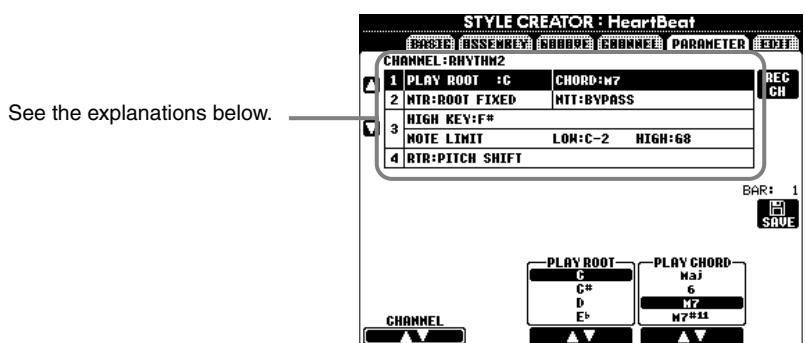 STYLE CREATOR : HeartBeat
BASIC ASSEMBLY GROOVE CHANNEL PARAMETER EDIT
CHANNEL:RHYTHM2
1 PLAY ROOT :C CHORD:M7
REC CH
2 NTR:ROOT FIXED NTT:BYPASS
See the explanations below.
3 HIGH KEY:F#
NOTE LIMIT LOW:C-2 HIGH:G8
4 RTR:PITCH SHIFT
BAR: 1
SAVE
PLAY ROOT PLAY CHORD
C Maj
C# 6
D M7
E♭ M7#11
CHANNEL